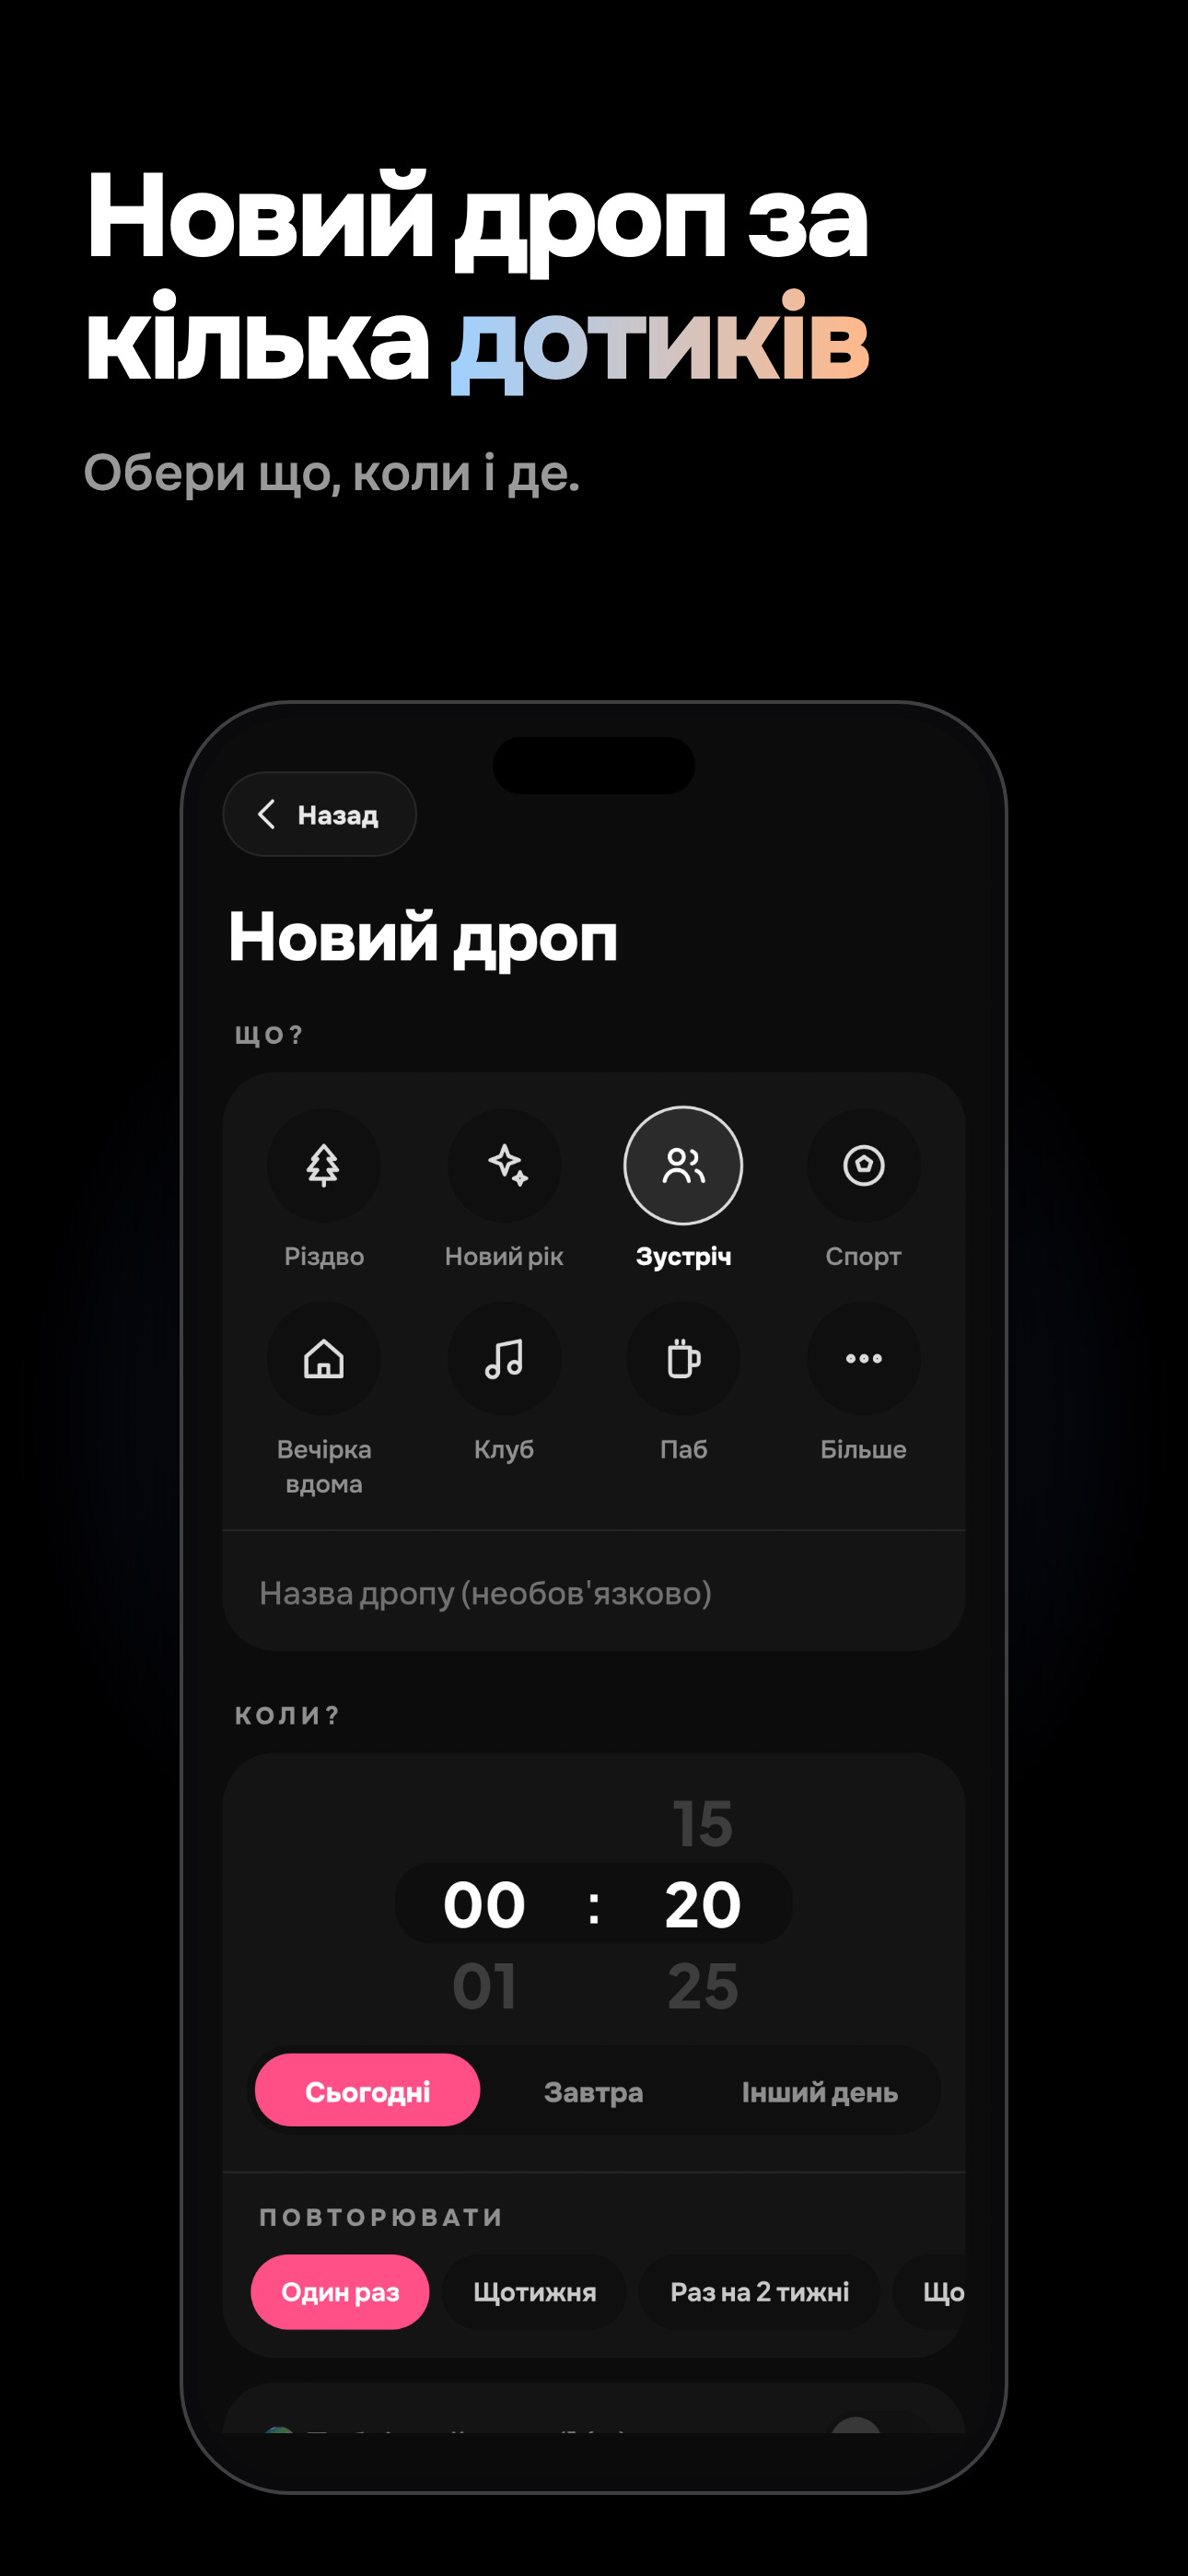 Новий дроп за
кілька дотиків
Обери що, коли і де.
Назад
Новий дроп
ЩО?
Різдво
Новий рік
Зустріч
Спорт
Вечірка
вдома
Клуб
Паб
Більше
Назва дропу (необов'язково)
КОЛИ?
15
00 : 20
01 25
Сьогодні
Завтра
Інший день
ПОВТОРЮВАТИ
Один раз
Щотижня
Раз на 2 тижні
Що